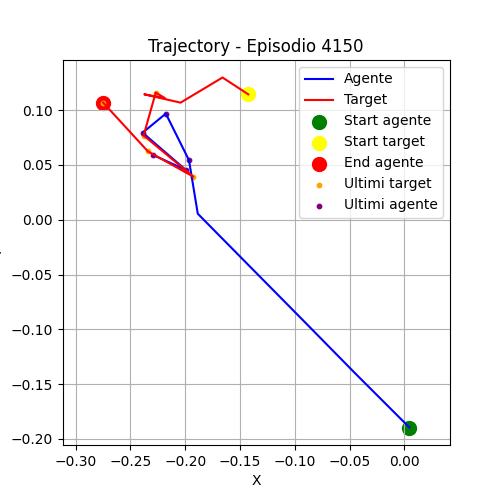 Trajectory - Episodio 4150
Agente
Target
Start agente
Start target
End agente
Ultimi target
Ultimi agente
0.10
0.05
0.00
−0.05
−0.10
−0.15
−0.20
−0.30 −0.25 −0.20 −0.15 −0.10 −0.05 0.00
X